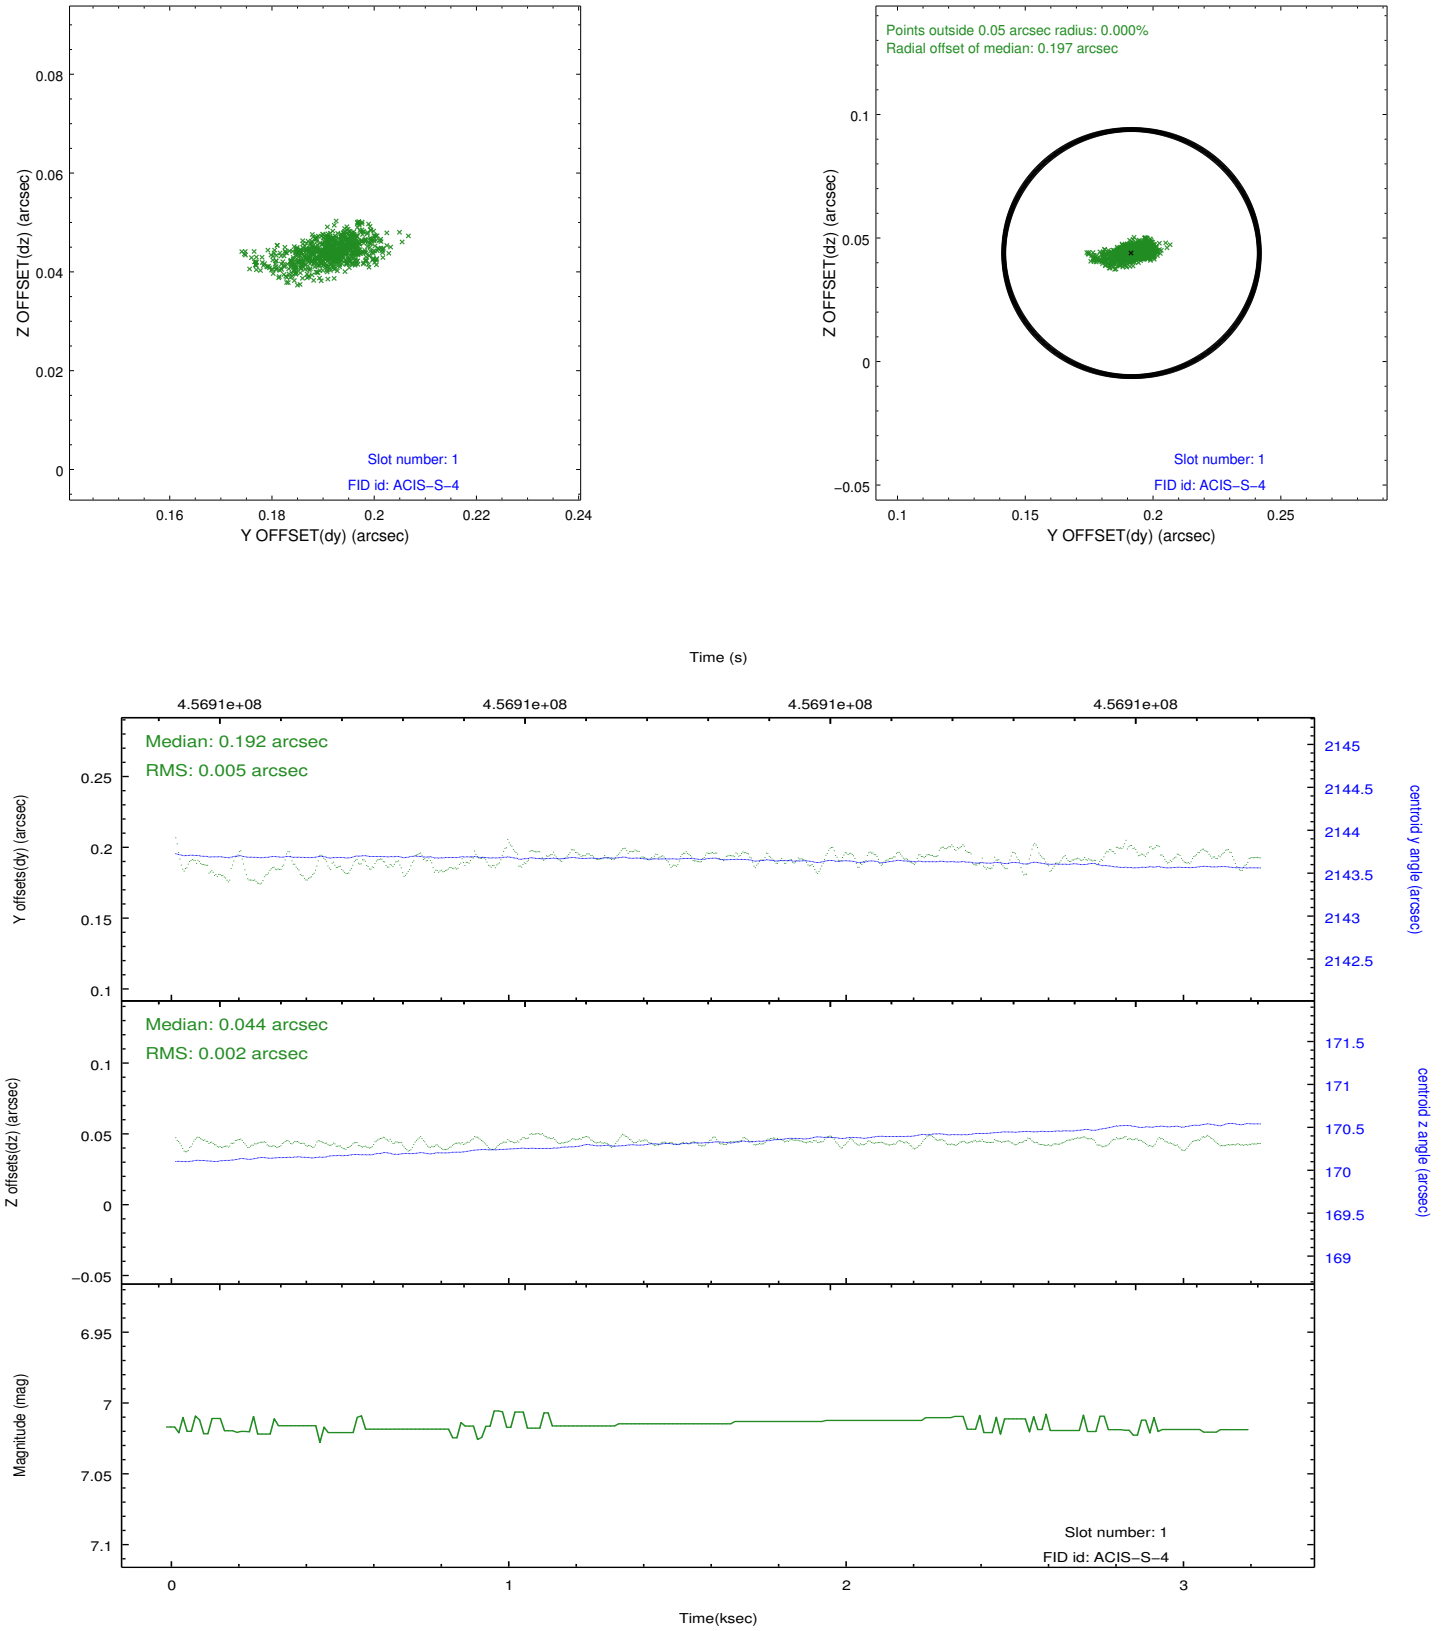 0.08
0.06
0.04
0.02
0
Z OFFSET(dz) (arcsec)
Slot number: 1
FID id: ACIS−S−4
0.16 0.18 0.2 0.22 0.24
Y OFFSET(dy) (arcsec)
Points outside 0.05 arcsec radius: 0.000%
Radial offset of median: 0.197 arcsec
0.1
0.05
0
−0.05
Z OFFSET(dz) (arcsec)
Slot number: 1
FID id: ACIS−S−4
0.1 0.15 0.2 0.25
Y OFFSET(dy) (arcsec)
Time (s)
4.5691e+08 4.5691e+08 4.5691e+08 4.5691e+08
Median: 0.192 arcsec
RMS: 0.005 arcsec
0.25
0.2
0.15
0.1
Y offsets(dy) (arcsec)
2145
2144.5
2144
2143.5
2143
2142.5
centroid y angle (arcsec)
Median: 0.044 arcsec
RMS: 0.002 arcsec
0.1
0.05
0
−0.05
Z offsets(dz) (arcsec)
171.5
171
170.5
170
169.5
169
centroid z angle (arcsec)
6.95
7
7.05
7.1
Magnitude (mag)
Slot number: 1
FID id: ACIS−S−4
0 1 2 3
Time(ksec)